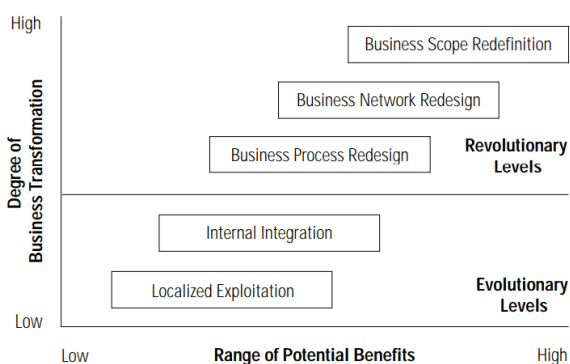 High
Business Scope Redefinition
Business Network Redesign
Business Process Redesign
Revolutionary
Levels
Degree of
Business Transformation
Internal Integration
Localized Exploitation
Evolutionary
Levels
Low
Low
Range of Potential Benefits
High